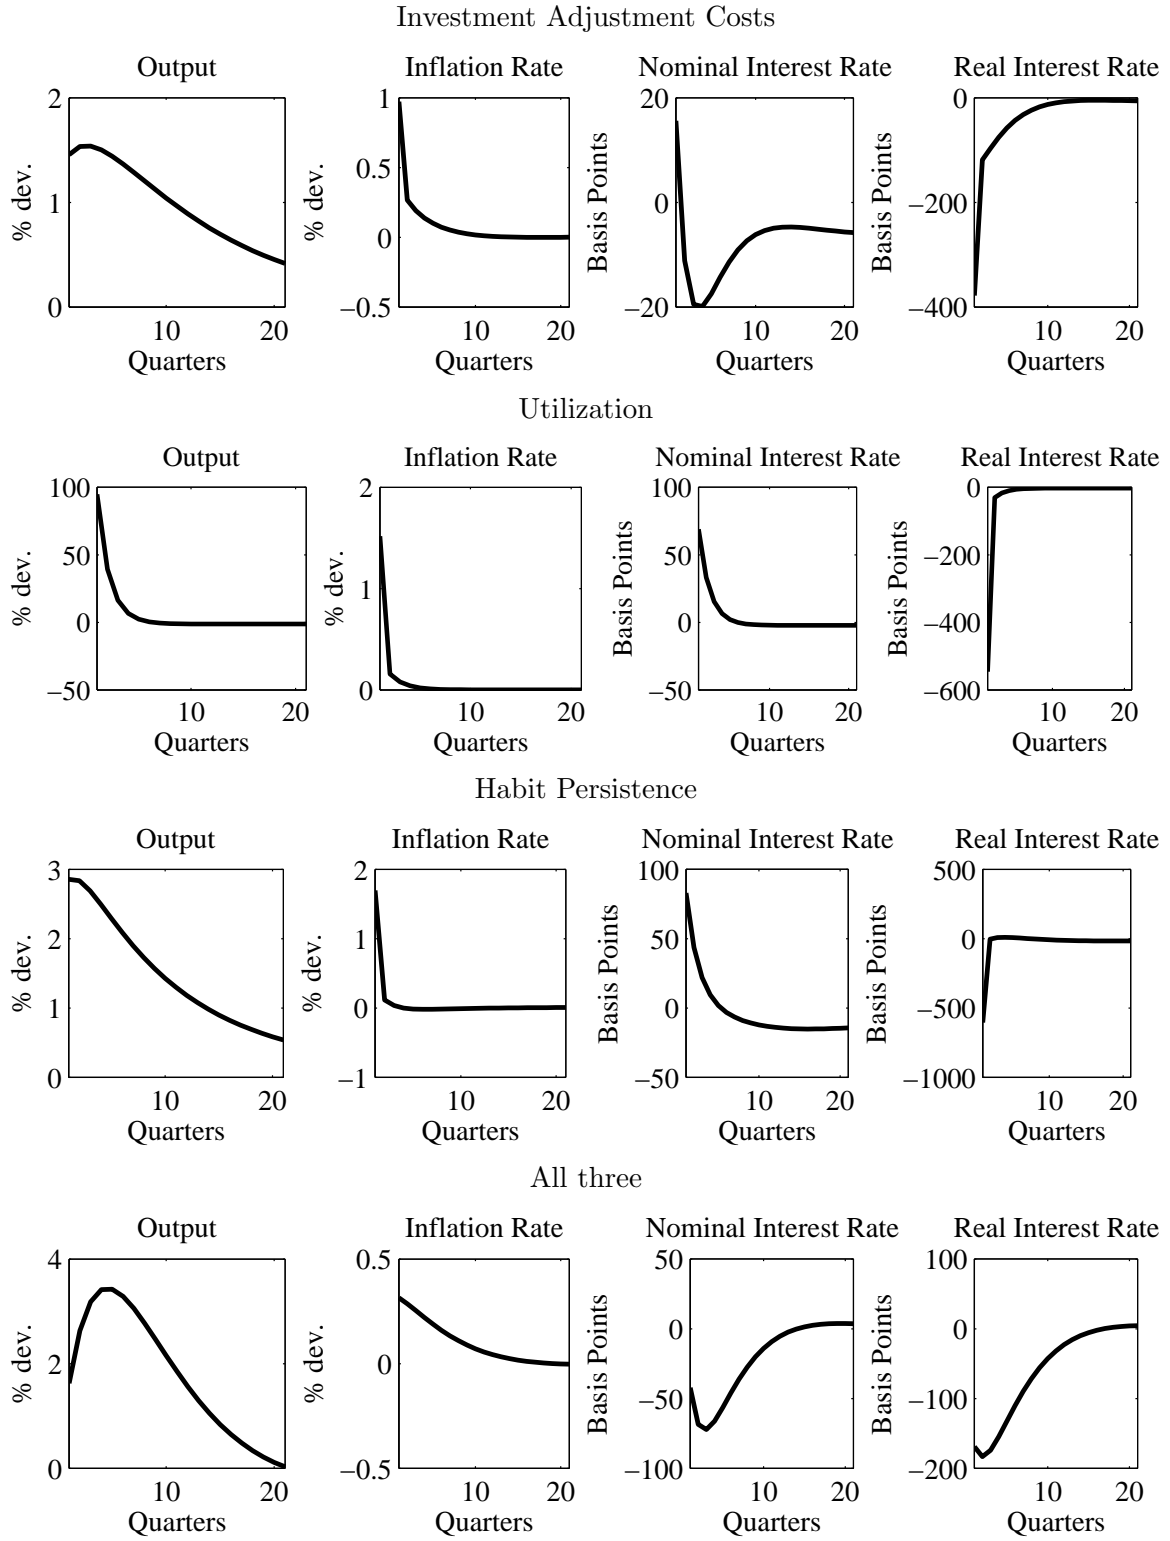 Investment Adjustment Costs
Output
Inflation Rate
Nominal Interest Rate
Real Interest Rate
% dev.
2
1
0
10
20
Quarters
% dev.
1
0.5
0
−0.5
10
20
Quarters
Basis Points
20
0
−20
10
20
Quarters
Basis Points
0
−200
−400
10
20
Quarters
Utilization
Output
Inflation Rate
Nominal Interest Rate
Real Interest Rate
% dev.
100
50
0
−50
10
20
Quarters
% dev.
2
1
0
10
20
Quarters
Basis Points
100
50
0
−50
10
20
Quarters
Basis Points
0
−200
−400
−600
10
20
Quarters
Habit Persistence
Output
Inflation Rate
Nominal Interest Rate
Real Interest Rate
% dev.
3
2
1
0
10
20
Quarters
% dev.
2
1
0
−1
10
20
Quarters
Basis Points
100
50
0
−50
10
20
Quarters
Basis Points
500
0
−500
−1000
10
20
Quarters
All three
Output
Inflation Rate
Nominal Interest Rate
Real Interest Rate
% dev.
4
2
0
10
20
Quarters
% dev.
0.5
0
−0.5
10
20
Quarters
Basis Points
50
0
−50
−100
10
20
Quarters
Basis Points
100
0
−100
−200
10
20
Quarters